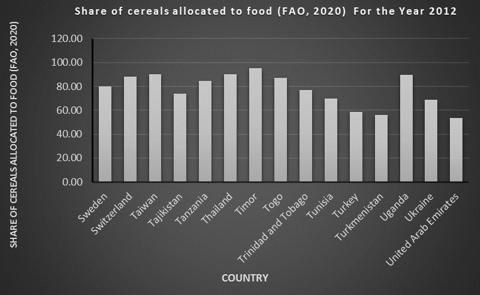 Share of cereals allocated to food (FAO, 2020) For the Year 2012
SHARE OF CEREALS ALLOCATED TO FOOD (FAO, 2020)
120.00
100.00
80.00
60.00
40.00
20.00
0.00
Sweden
Switzerland
Taiwan
Tajikistan
Tanzania
Thailand
Timor
Togo
Trinidad and Tobago
Tunisia
Turkey
Turkmenistan
Uganda
Ukraine
United Arab Emirates
COUNTRY